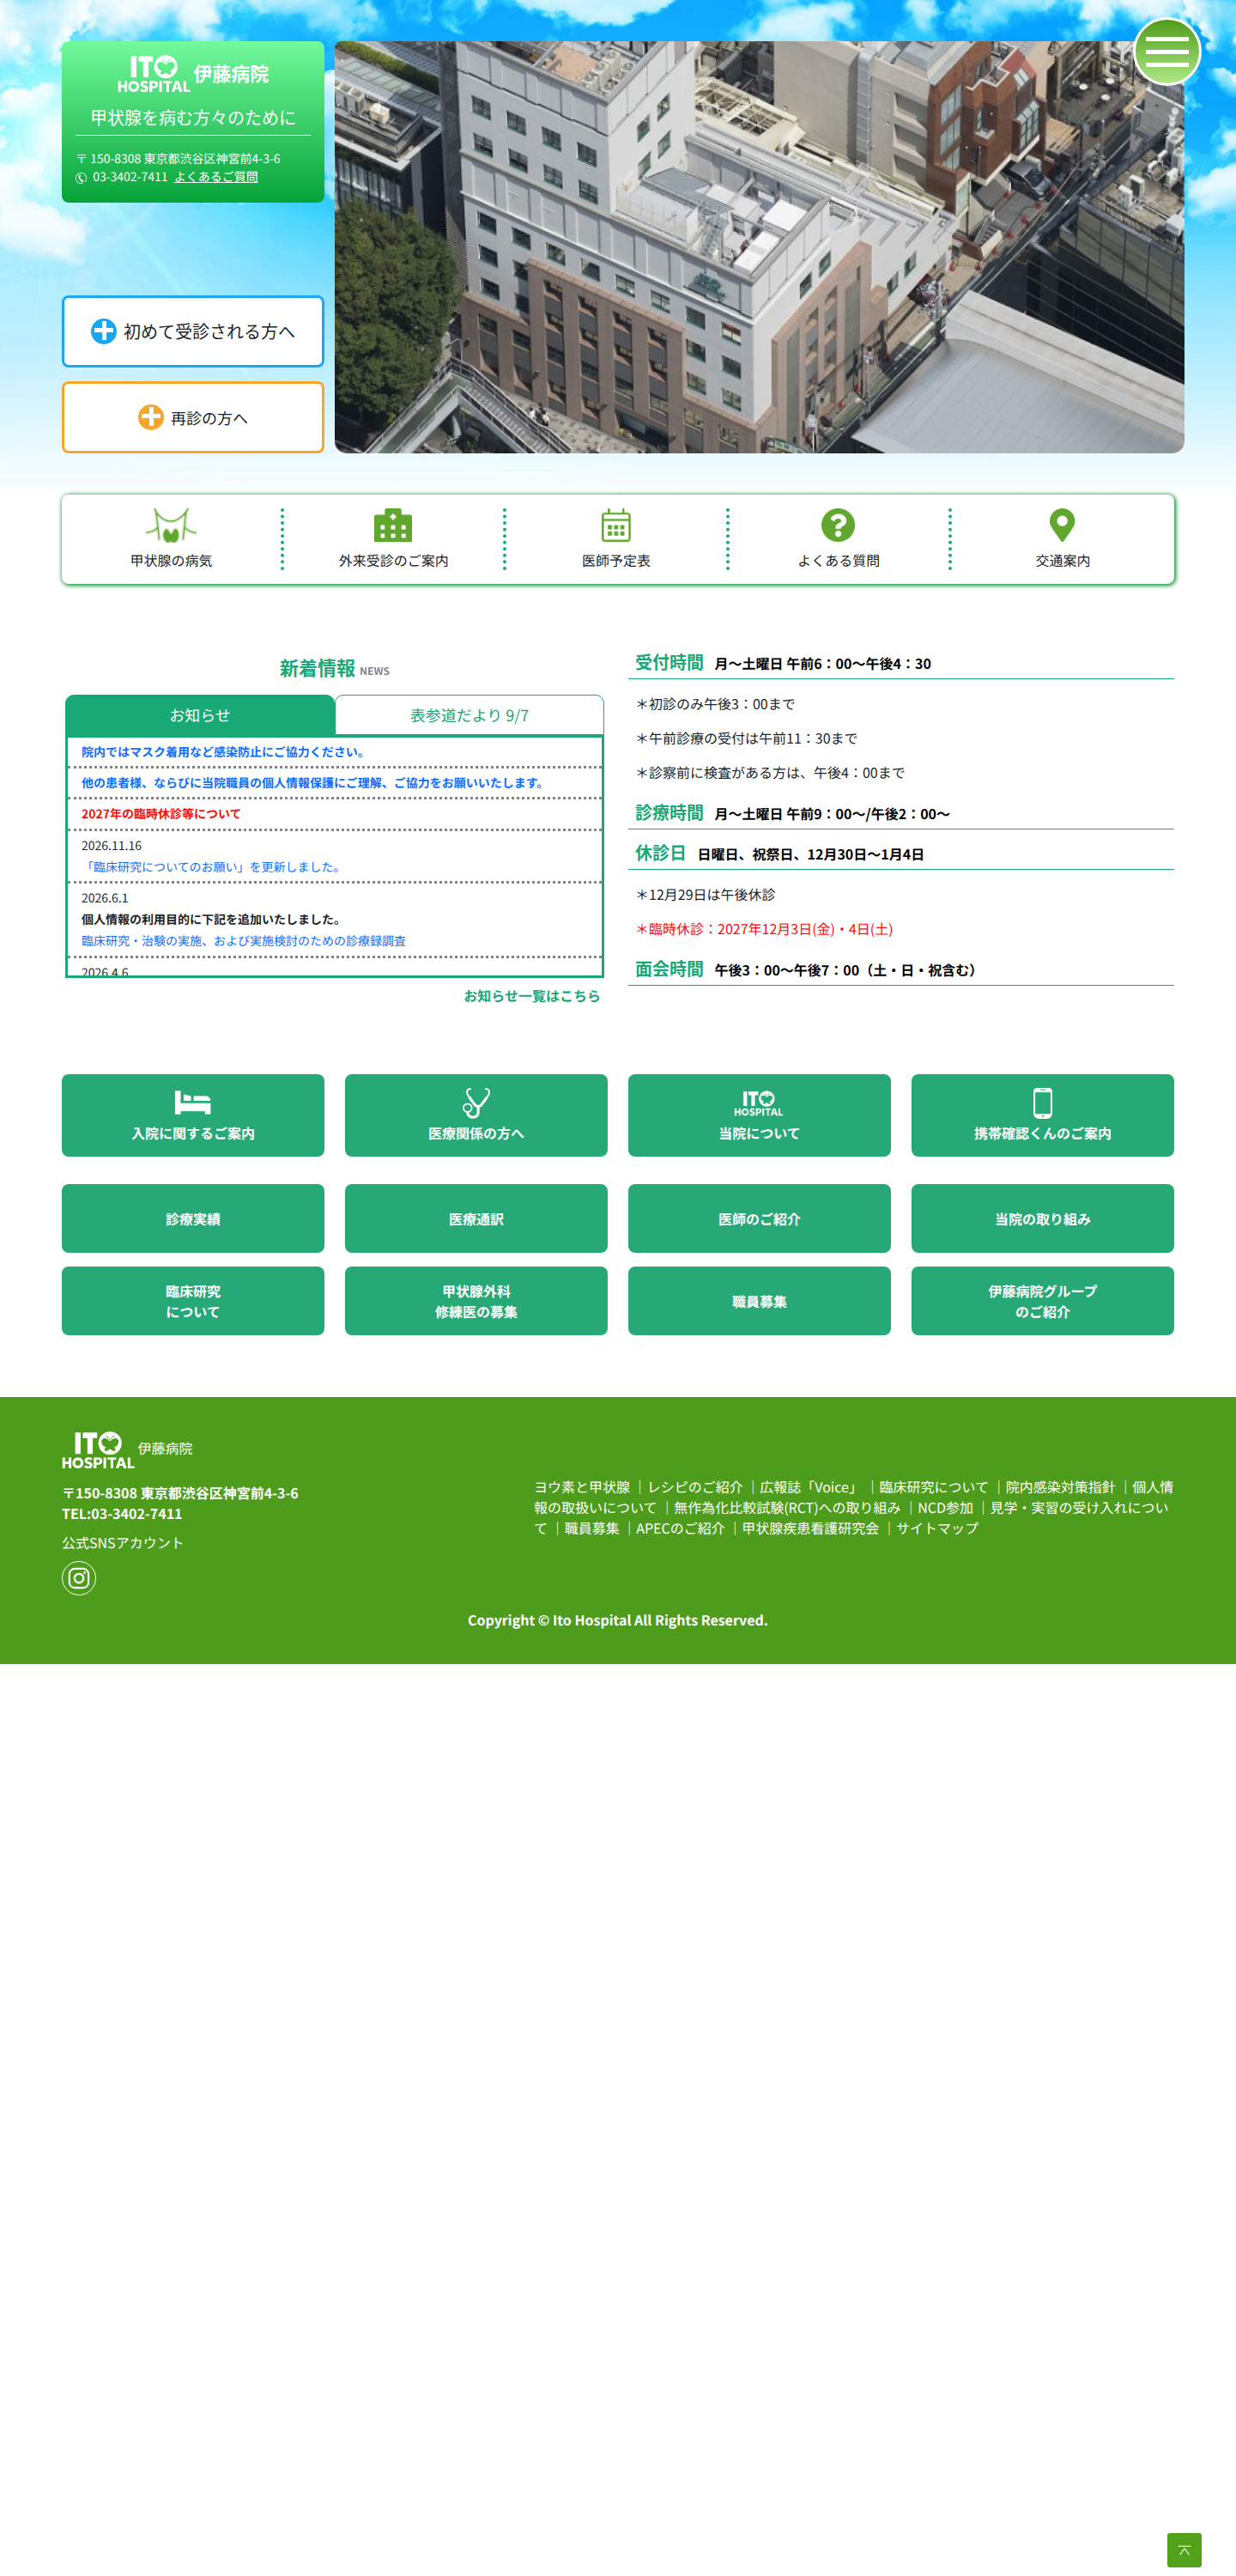 ITO
HOSPITAL
伊藤病院
甲状腺を病む方々のために
〒150-8308 東京都渋谷区神宮前4-3-6
03-3402-7411 よくあるご質問
初めて受診される方へ
再診の方へ
甲状腺の病気
外来受診のご案内
医師予定表
よくある質問
交通案内
新着情報 NEWS
お知らせ
表参道だより 9/7
院内ではマスク着用など感染防止にご協力ください。
他の患者様、ならびに当院職員の個人情報保護にご理解、ご協力をお願いいたします。
2027年の臨時休診等について
2026.11.16
「臨床研究についてのお願い」を更新しました。
2026.6.1
個人情報の利用目的に下記を追加いたしました。
臨床研究・治験の実施、および実施検討のための診療録調査
2026.4.6
お知らせ一覧はこちら
受付時間 月～土曜日 午前6：00～午後4：30
＊初診のみ午後3：00まで
＊午前診療の受付は午前11：30まで
＊診察前に検査がある方は、午後4：00まで
診療時間 月～土曜日 午前9：00～/午後2：00～
休診日 日曜日、祝祭日、12月30日～1月4日
＊12月29日は午後休診
＊臨時休診：2027年12月3日(金)・4日(土)
面会時間 午後3：00～午後7：00（土・日・祝含む）
入院に関するご案内
医療関係の方へ
ITO
HOSPITAL
当院について
携帯確認くんのご案内
診療実績
医療通訳
医師のご紹介
当院の取り組み
臨床研究
について
甲状腺外科
修練医の募集
職員募集
伊藤病院グループ
のご紹介
ITO
HOSPITAL
伊藤病院
〒150-8308 東京都渋谷区神宮前4-3-6
TEL:03-3402-7411
公式SNSアカウント
ヨウ素と甲状腺 ｜レシピのご紹介 ｜広報誌「Voice」 ｜臨床研究について ｜院内感染対策指針 ｜個人情
報の取扱いについて ｜無作為化比較試験(RCT)への取り組み ｜NCD参加 ｜見学・実習の受け入れについ
て ｜職員募集 ｜APECのご紹介 ｜甲状腺疾患看護研究会 ｜サイトマップ
Copyright © Ito Hospital All Rights Reserved.